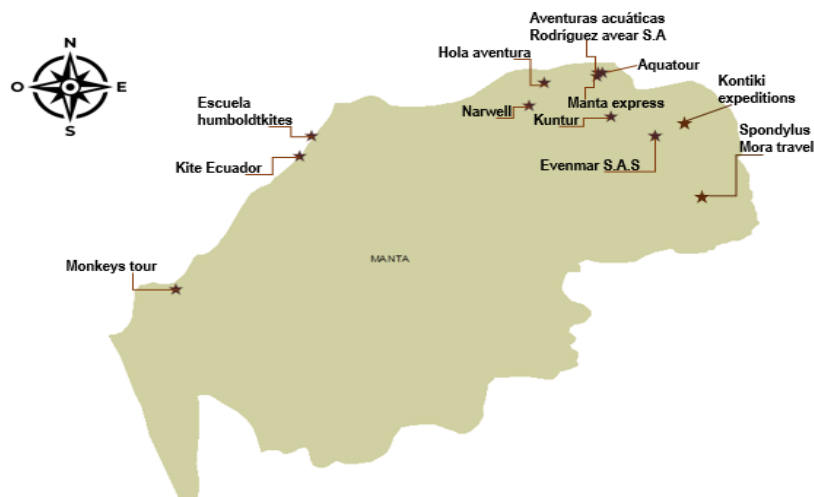 N
O
E
S
Aventuras acuáticas
Rodríguez avear S.A
Hola aventura
Aquatour
Kontiki
expeditions
Escuela
humboldtkites
Narwell
Manta express
Kuntur
Spondylus
Mora travel
Kite Ecuador
Evenmar S.A.S
MANTA
Monkeys tour